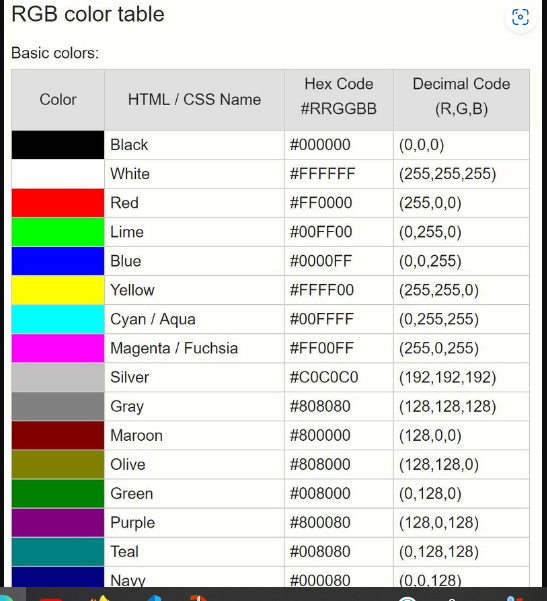 RGB color table
Basic colors:
Color HTML / CSS Name Hex Code #RRGGBB Decimal Code (R,G,B)
Black #000000 (0,0,0)
White #FFFFFF (255,255,255)
Red #FF0000 (255,0,0)
Lime #00FF00 (0,255,0)
Blue #0000FF (0,0,255)
Yellow #FFFF00 (255,255,0)
Cyan / Aqua #00FFFF (0,255,255)
Magenta / Fuchsia #FF00FF (255,0,255)
Silver #C0C0C0 (192,192,192)
Gray #808080 (128,128,128)
Maroon #800000 (128,0,0)
Olive #808000 (128,128,0)
Green #008000 (0,128,0)
Purple #800080 (128,0,128)
Teal #008080 (0,128,128)
Navy #000080 (0,0,128)